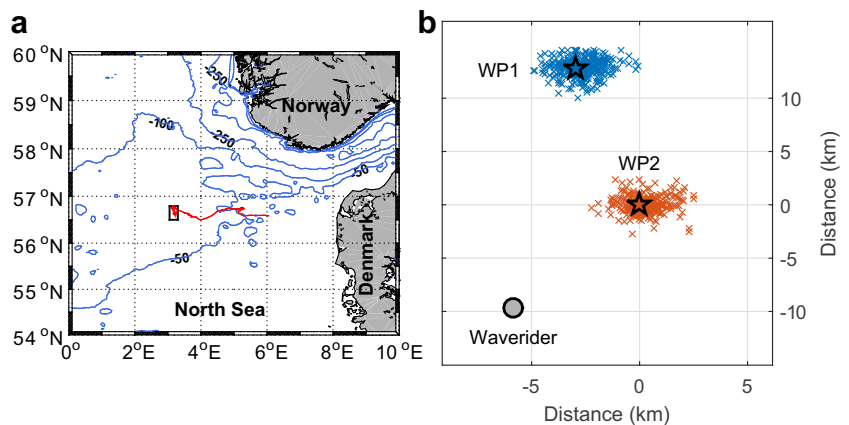 a
60 °N
59 °N
58 °N
57 °N
56 °N
55 °N
54 °N
0°
2 °E
4 °E
6 °E
8 °E
10 °E
-250
-100
-250
-50
-50
Norway
Denmark
North Sea
b
WP1
WP2
Waverider
10
5
0
-5
-10
Distance (km)
-5
0
5
Distance (km)